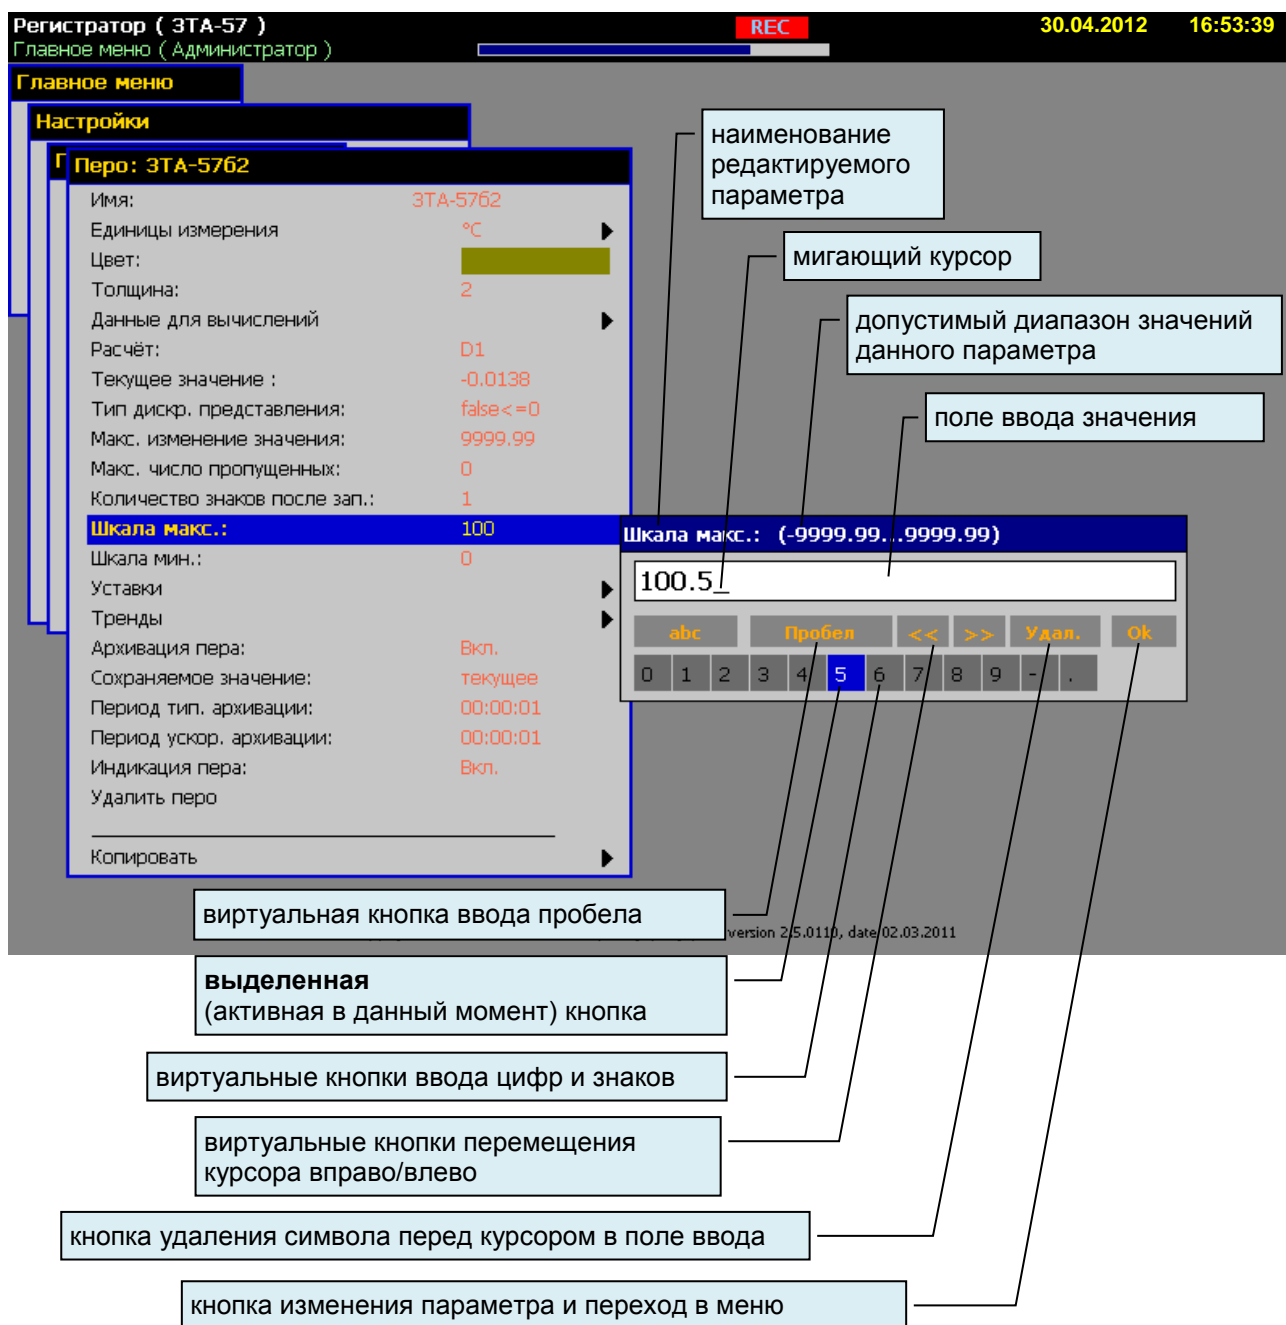 Регистратор ( ЗТА-57 )
REC
30.04.2012 16:53:39
Главное меню ( Администратор )
Главное меню
Настройки
Перо: ЗТА-57б2
Имя: ЗТА-57б2
Единицы измерения °C
Цвет:
Толщина: 2
Данные для вычислений
Расчёт: D1
Текущее значение : -0.0138
Тип дискр. представления: false<=0
Макс. изменение значения: 9999.99
Макс. число пропущенных: 0
Количество знаков после зап.: 1
Шкала макс.: 100
Шкала мин.: 0
Уставки
Тренды
Архивация пера: Вкл.
Сохраняемое значение: текущее
Период тип. архивации: 00:00:01
Период ускор. архивации: 00:00:01
Индикация пера: Вкл.
Удалить перо
Копировать
наименование
редактируемого
параметра
мигающий курсор
допустимый диапазон значений
данного параметра
поле ввода значения
Шкала макс.: (-9999.99...9999.99)
100.5_
abc Пробел << >> Удал. Ok
0 1 2 3 4 5 6 7 8 9 - .
version 2.5.0110, date 02.03.2011
виртуальная кнопка ввода пробела
выделенная
(активная в данный момент) кнопка
виртуальные кнопки ввода цифр и знаков
виртуальные кнопки перемещения
курсора вправо/влево
кнопка удаления символа перед курсором в поле ввода
кнопка изменения параметра и переход в меню